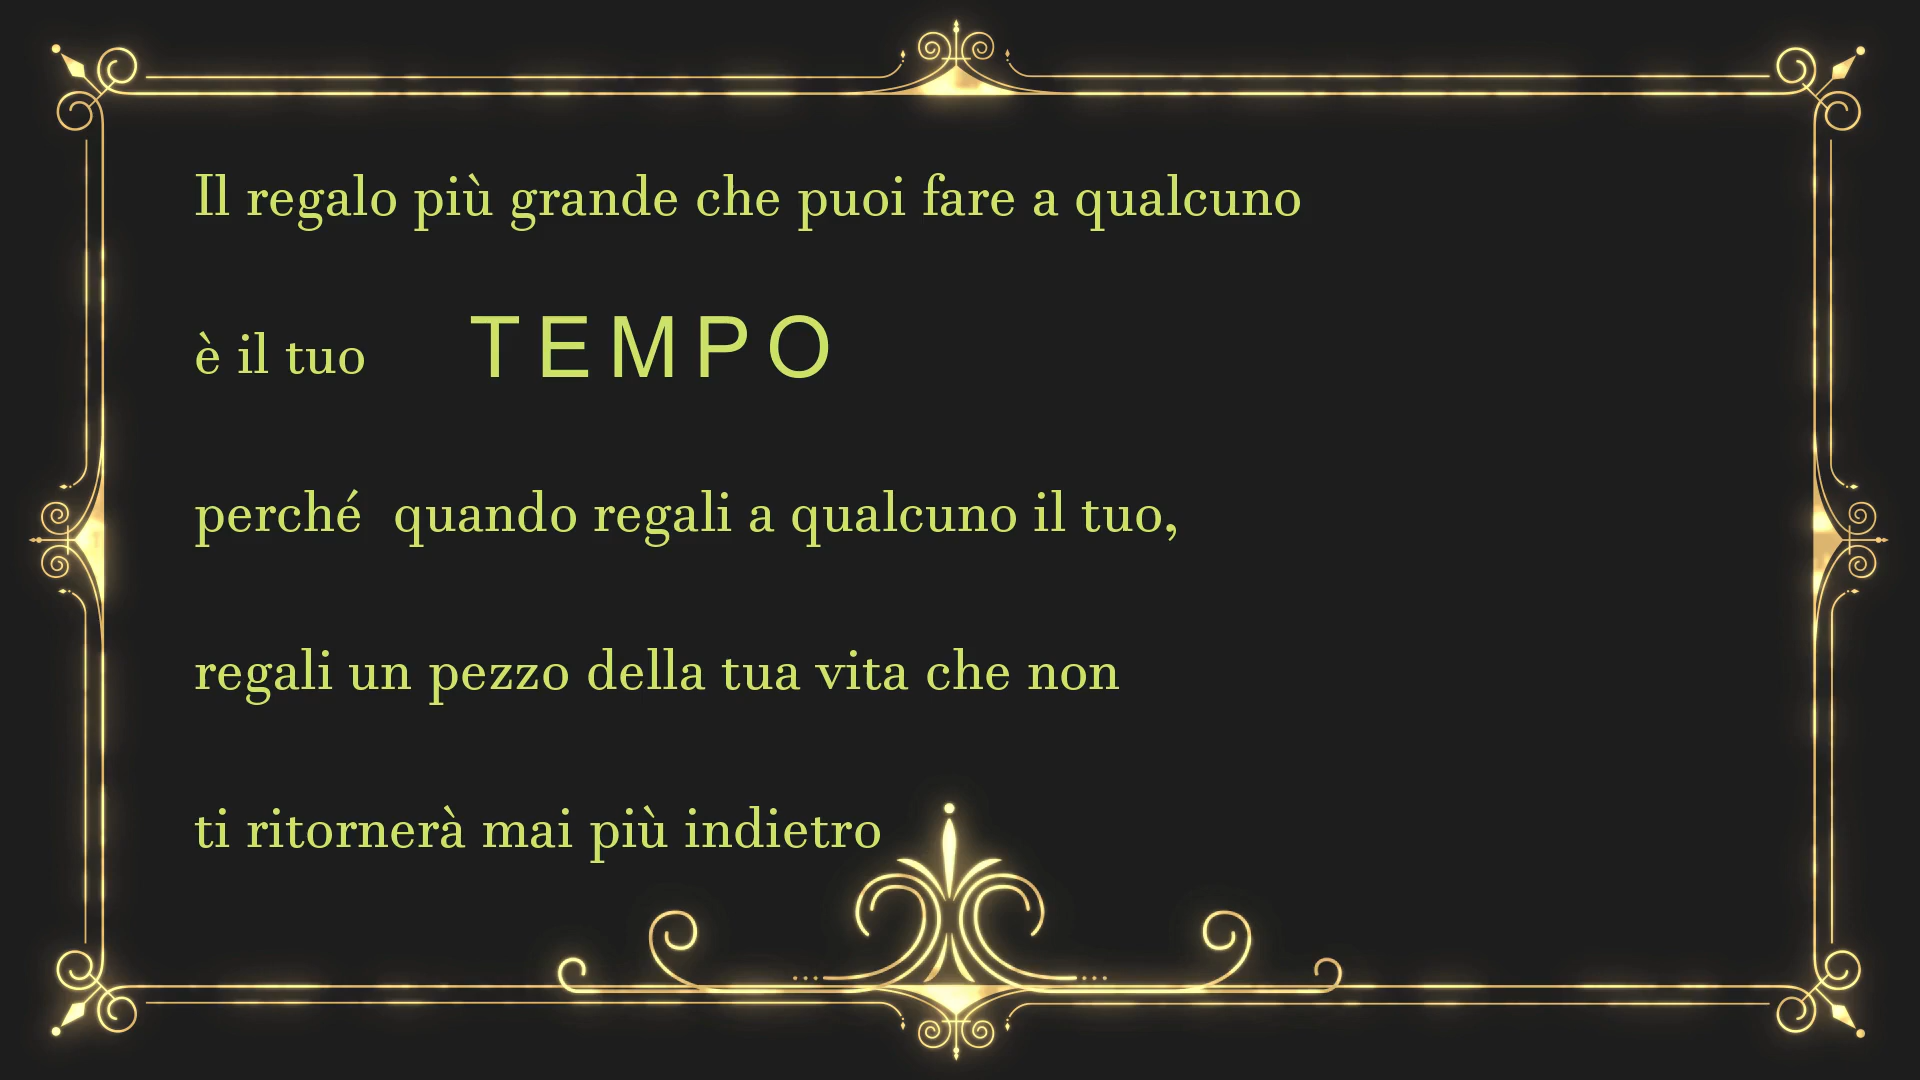 Il regalo più grande che puoi fare a qualcuno
è il tuo TEMPO
perché quando regali a qualcuno il tuo,
regali un pezzo della tua vita che non
ti ritornerà mai più indietro